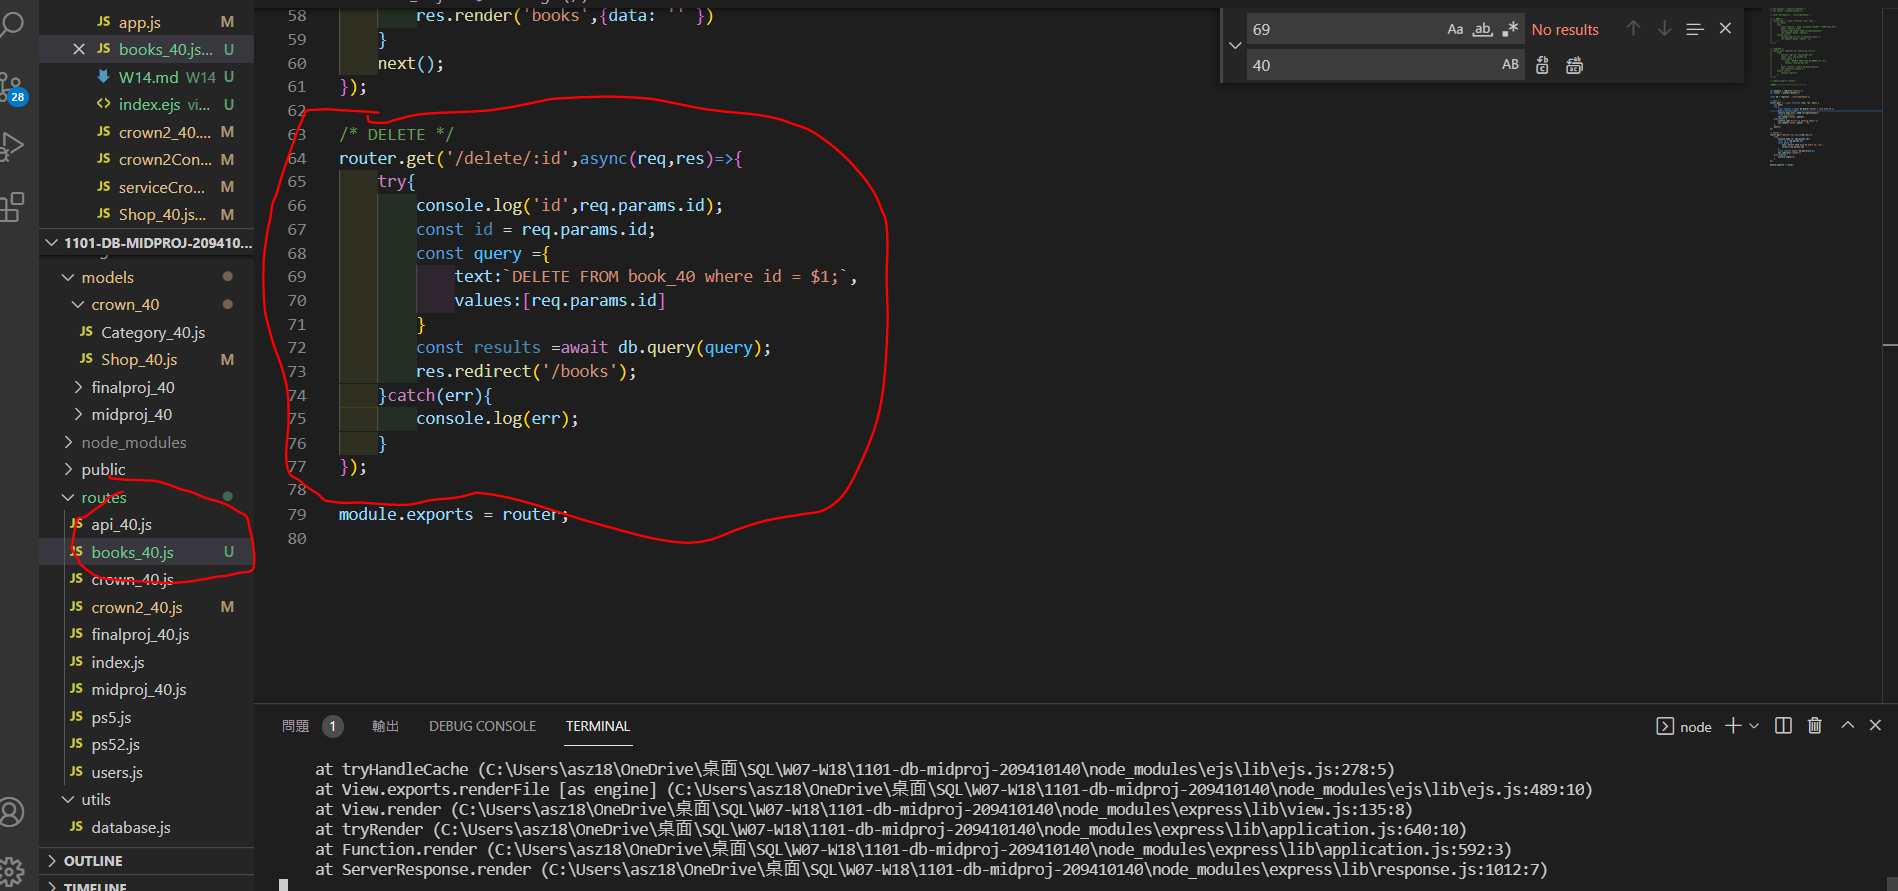 JS app.js M
JS books_40.js... U
W14.md W14 U
index.ejs vi... U
JS crown2_40.... M
JS crown2Con... M
JS serviceCro... M
JS Shop_40.js... M
1101-DB-MIDPROJ-209410...
models
crown_40
JS Category_40.js
JS Shop_40.js M
finalproj_40
midproj_40
node_modules
public
routes
JS api_40.js
JS books_40.js U
JS crown_40.js
JS crown2_40.js M
JS finalproj_40.js
JS index.js
JS midproj_40.js
JS ps5.js
JS ps52.js
JS users.js
utils
JS database.js
OUTLINE
TIMELINE
28
58 res.render('books',{data: '' })
59 }
60 next();
61 });
62
63 /* DELETE */
64 router.get('/delete/:id',async(req,res)=>{
65 try{
66 console.log('id',req.params.id);
67 const id = req.params.id;
68 const query ={
69 text:`DELETE FROM book_40 where id = $1;`,
70 values:[req.params.id]
71 }
72 const results =await db.query(query);
73 res.redirect('/books');
74 }catch(err){
75 console.log(err);
76 }
77 });
78
79 module.exports = router;
80
69 Aa ab .* No results
40 AB
問題 1 輸出 DEBUG CONSOLE TERMINAL node
at tryHandleCache (C:\Users\asz18\OneDrive\桌面\SQL\W07-W18\1101-db-midproj-209410140\node_modules\ejs\lib\ejs.js:278:5)
at View.exports.renderFile [as engine] (C:\Users\asz18\OneDrive\桌面\SQL\W07-W18\1101-db-midproj-209410140\node_modules\ejs\lib\ejs.js:489:10)
at View.render (C:\Users\asz18\OneDrive\桌面\SQL\W07-W18\1101-db-midproj-209410140\node_modules\express\lib\view.js:135:8)
at tryRender (C:\Users\asz18\OneDrive\桌面\SQL\W07-W18\1101-db-midproj-209410140\node_modules\express\lib\application.js:640:10)
at Function.render (C:\Users\asz18\OneDrive\桌面\SQL\W07-W18\1101-db-midproj-209410140\node_modules\express\lib\application.js:592:3)
at ServerResponse.render (C:\Users\asz18\OneDrive\桌面\SQL\W07-W18\1101-db-midproj-209410140\node_modules\express\lib\response.js:1012:7)